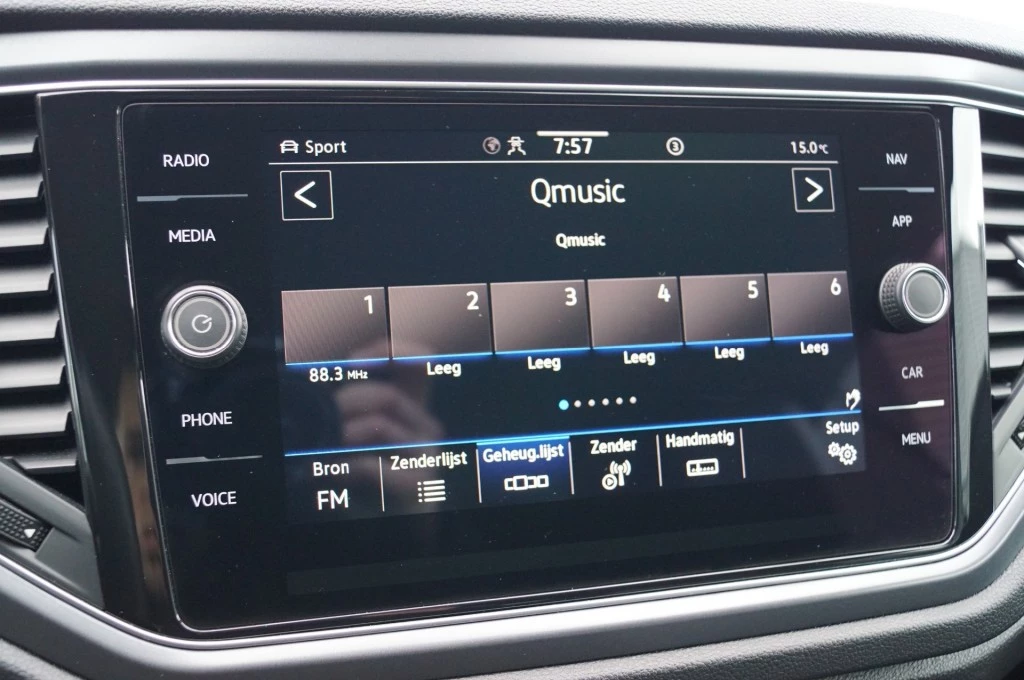 RADIO
MEDIA
PHONE
VOICE
Sport
7:57
3
15.0°C
Qmusic
Qmusic
1 2 3 4 5 6
88.3 MHz Leeg Leeg Leeg Leeg Leeg
Bron
FM
Zenderlijst
Geheug.lijst
Zender
Handmatig
Setup
NAV
APP
CAR
MENU